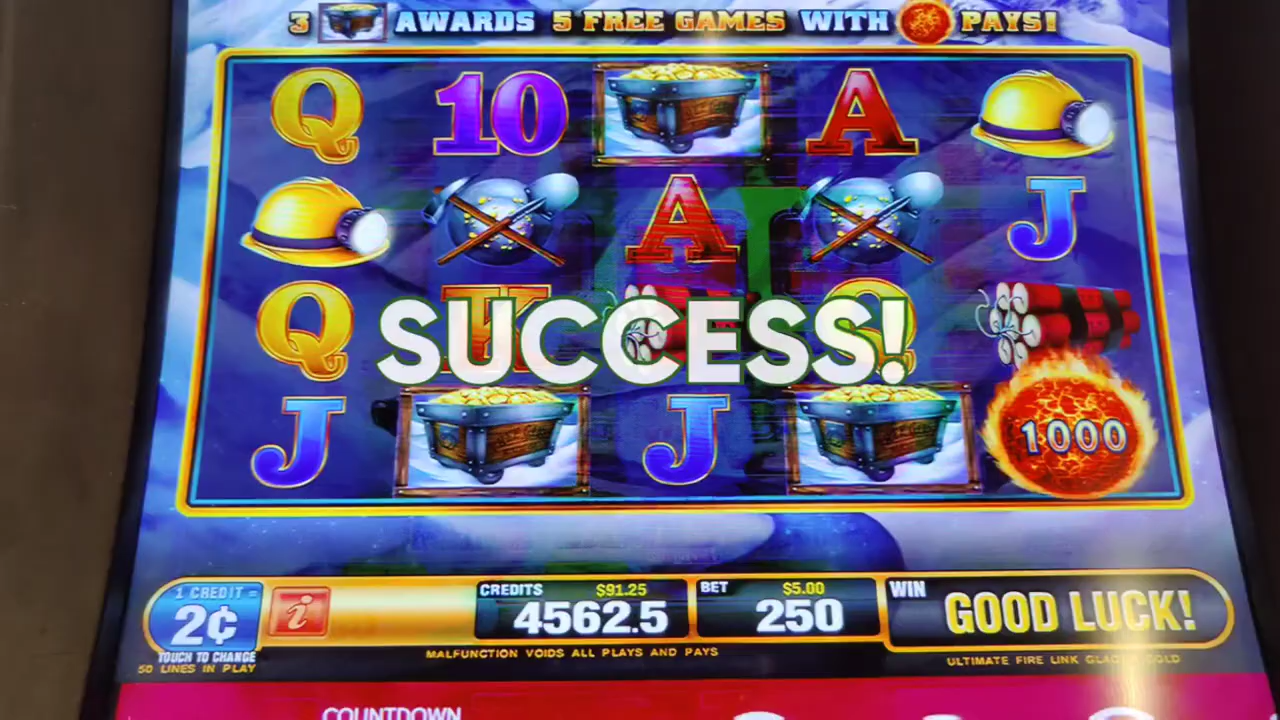 3 AWARDS 5 FREE GAMES WITH PAYS!
Q 10 A
A J
Q K Q
SUCCESS!
J J 1000
1 CREDIT =
2¢
TOUCH TO CHANGE
50 LINES IN PLAY
i
CREDITS $91.25
4562.5
BET $5.00
250
WIN
GOOD LUCK!
MALFUNCTION VOIDS ALL PLAYS AND PAYS
ULTIMATE FIRE LINK GLACIER GOLD
COUNTDOWN